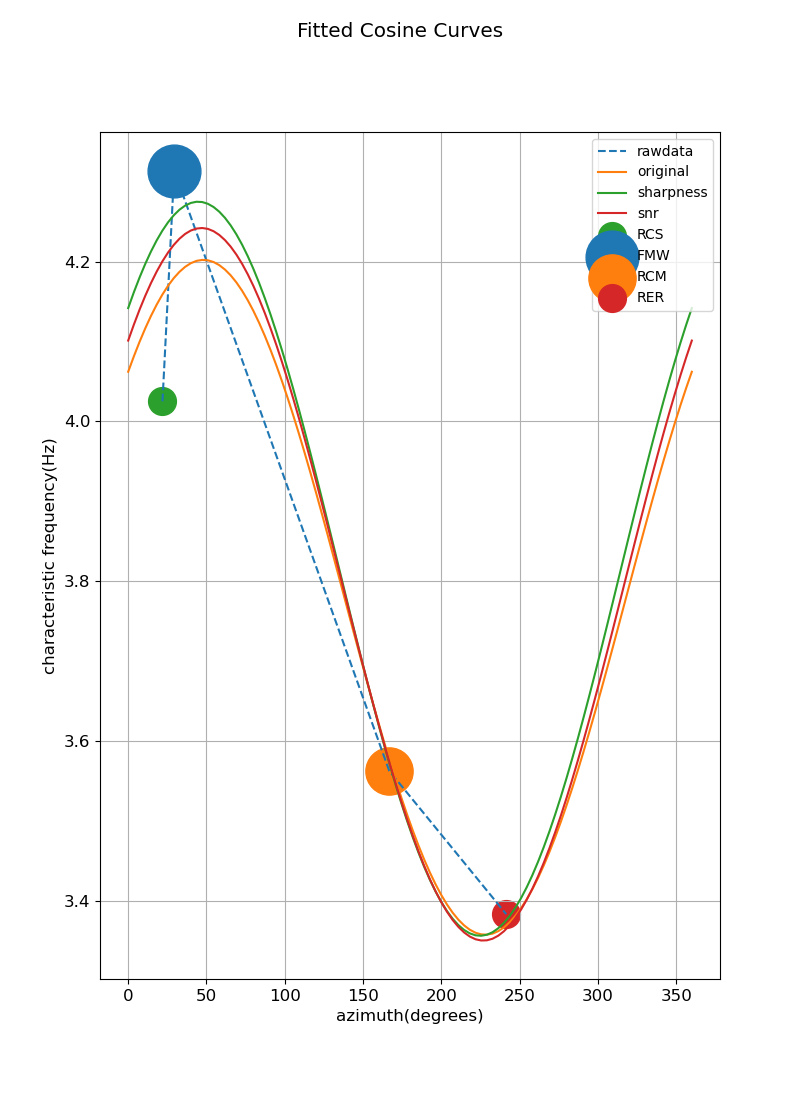 Fitted Cosine Curves
rawdata
original
sharpness
snr
RCS
FMW
RCM
RER
4.2
4.0
3.8
3.6
3.4
characteristic frequency(Hz)
0 50 100 150 200 250 300 350
azimuth(degrees)